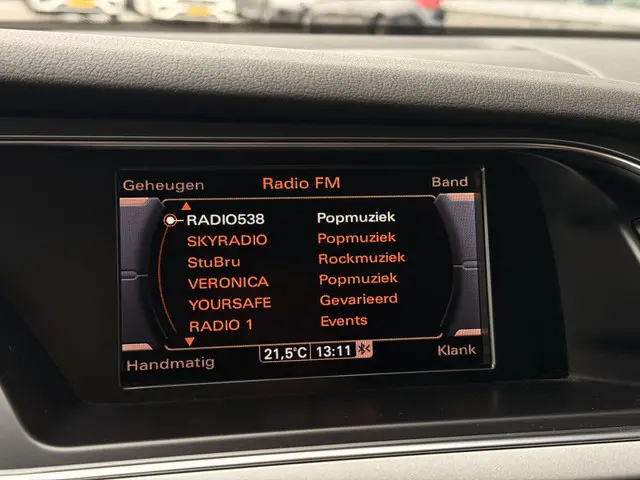 Geheugen Radio FM Band
RADIO538 Popmuziek
SKYRADIO Popmuziek
StuBru Rockmuziek
VERONICA Popmuziek
YOURSAFE Gevarieerd
RADIO 1 Events
Handmatig 21,5°C 13:11 Klank